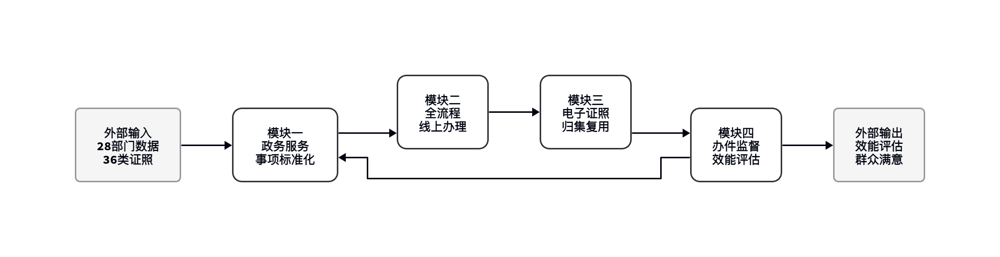 外部输入
28部门数据
36类证照
模块一
政务服务
事项标准化
模块二
全流程
线上办理
模块三
电子证照
归集复用
模块四
办件监督
效能评估
外部输出
效能评估
群众满意